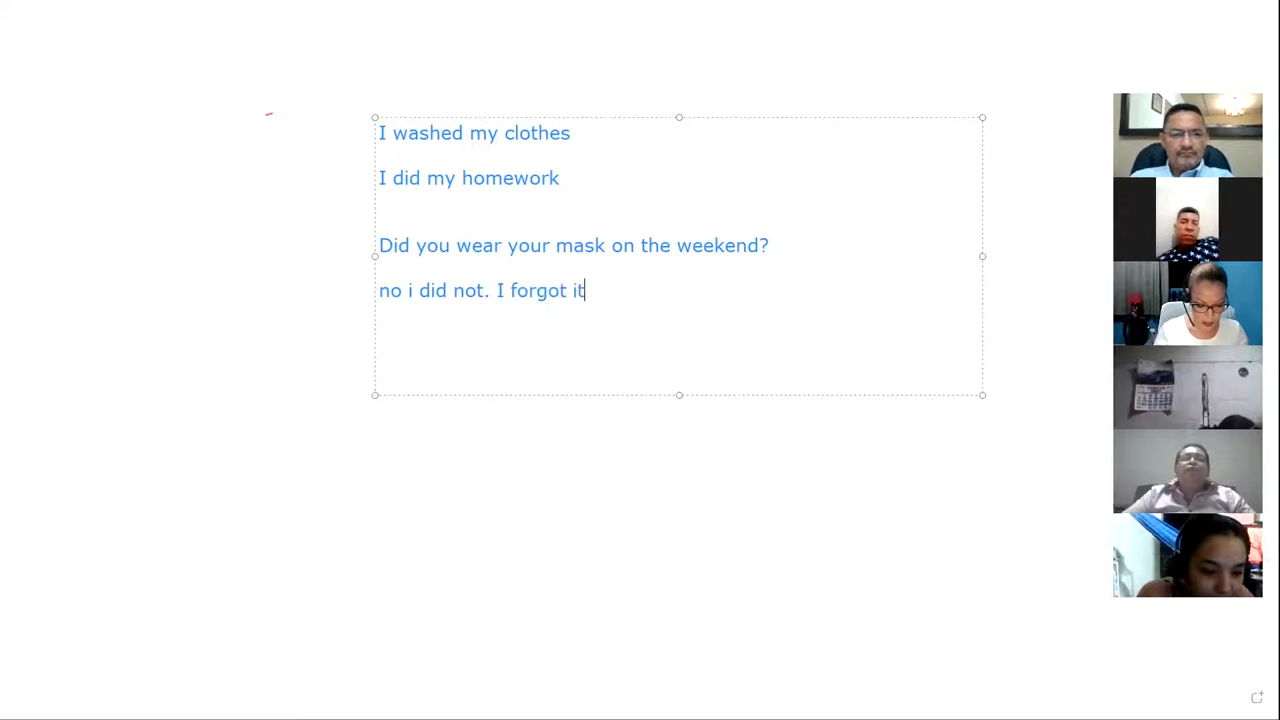 I washed my clothes
I did my homework
Did you wear your mask on the weekend?
no i did not. I forgot it